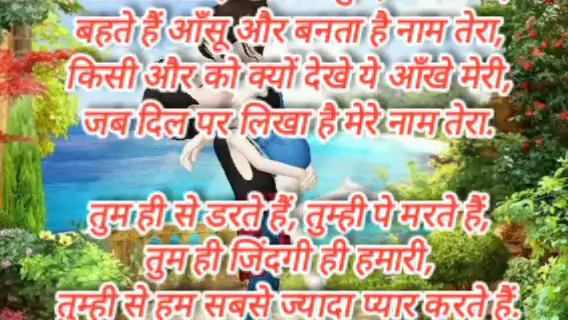 बहते हैं आँसू और बनता है नाम तेरा,
किसी और को क्यों देखे ये आँखे मेरी,
जब दिल पर लिखा है मेरे नाम तेरा.
तुम ही से डरते हैं, तुम्ही पे मरते हैं,
तुम ही जिंदगी ही हमारी,
तुम्ही से हम सबसे ज्यादा प्यार करते हैं.